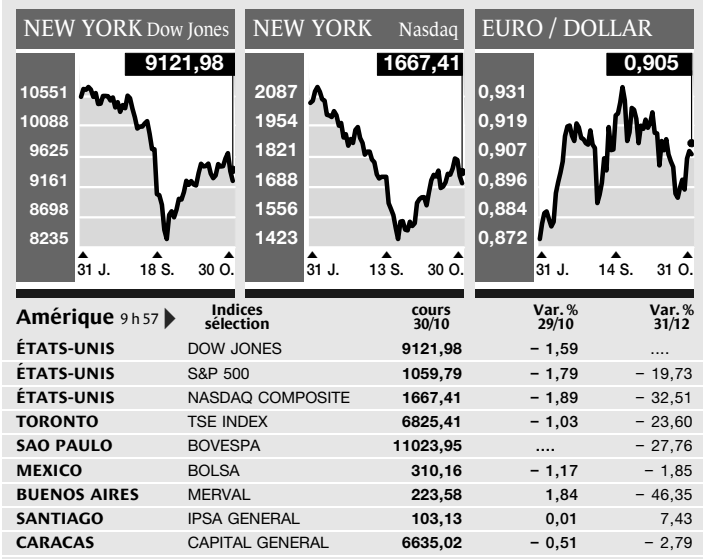 NEW YORK Dow Jones
9121,98
10551
10088
9625
9161
8698
8235
31 J. 18 S. 30 O.
NEW YORK Nasdaq
1667,41
2087
1954
1821
1688
1556
1423
31 J. 13 S. 30 O.
EURO / DOLLAR
0,905
0,931
0,919
0,907
0,896
0,884
0,872
31 J. 14 S. 31 O.
Amérique 9 h 57 Indices sélection cours 30/10 Var. % 29/10 Var. % 31/12
ÉTATS-UNIS DOW JONES 9121,98 – 1,59 ....
ÉTATS-UNIS S&P 500 1059,79 – 1,79 – 19,73
ÉTATS-UNIS NASDAQ COMPOSITE 1667,41 – 1,89 – 32,51
TORONTO TSE INDEX 6825,41 – 1,03 – 23,60
SAO PAULO BOVESPA 11023,95 .... – 27,76
MEXICO BOLSA 310,16 – 1,17 – 1,85
BUENOS AIRES MERVAL 223,58 1,84 – 46,35
SANTIAGO IPSA GENERAL 103,13 0,01 7,43
CARACAS CAPITAL GENERAL 6635,02 – 0,51 – 2,79